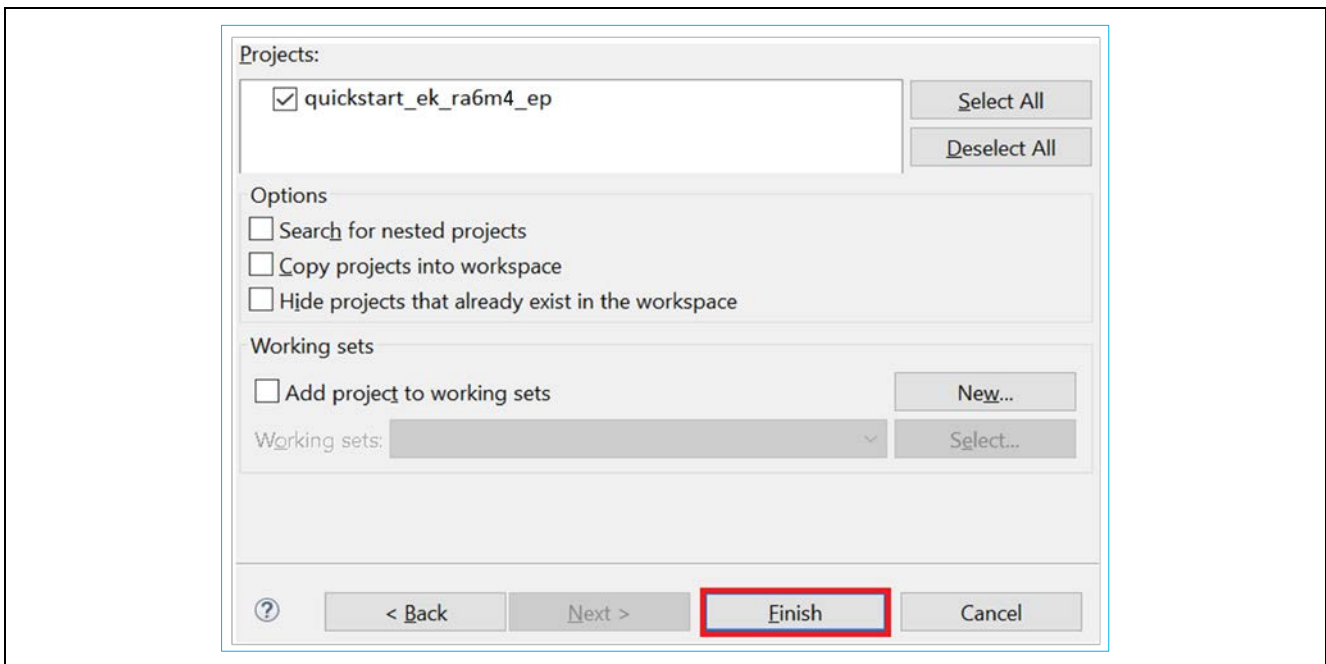 Projects:
quickstart_ek_ra6m4_ep
Select All
Deselect All
Options
Search for nested projects
Copy projects into workspace
Hide projects that already exist in the workspace
Working sets
Add project to working sets
New...
Working sets:
Select...
?
< Back
Next >
Finish
Cancel